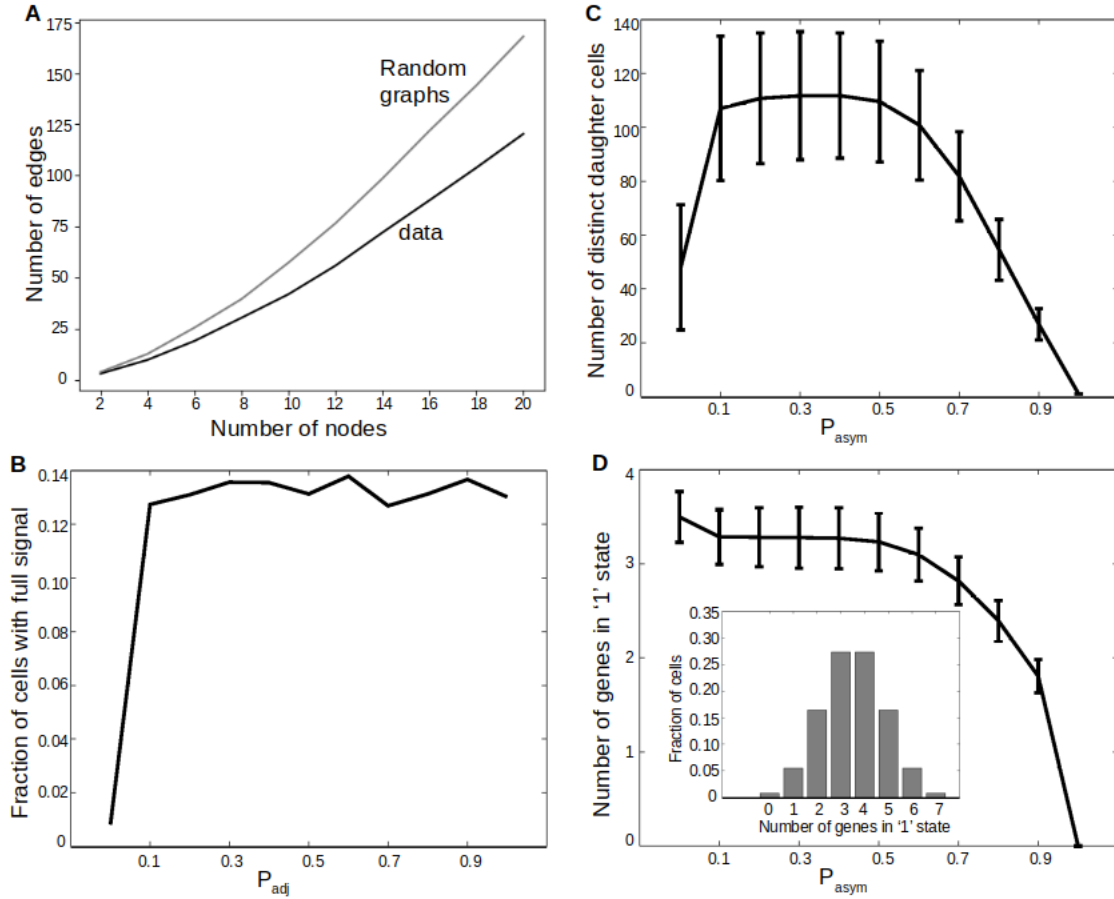 A
175
150
125
100
75
50
25
0
Number of edges
Random
graphs
data
2 4 6 8 10 12 14 16 18 20
Number of nodes
C
140
120
100
80
60
40
20
0
Number of distinct daughter cells
0.1 0.3 0.5 0.7 0.9
Pasym
B
0.14
0.12
0.10
0.08
0.06
0.04
0.02
0
Fraction of cells with full signal
0.1 0.3 0.5 0.7 0.9
Padj
D
4
3
2
1
0
Number of genes in ‘1’ state
0.35
0.30
0.25
0.20
0.15
0.10
0.05
0
Fraction of cells
0 1 2 3 4 5 6 7
Number of genes in ‘1’ state
0.1 0.3 0.5 0.7 0.9
Pasym